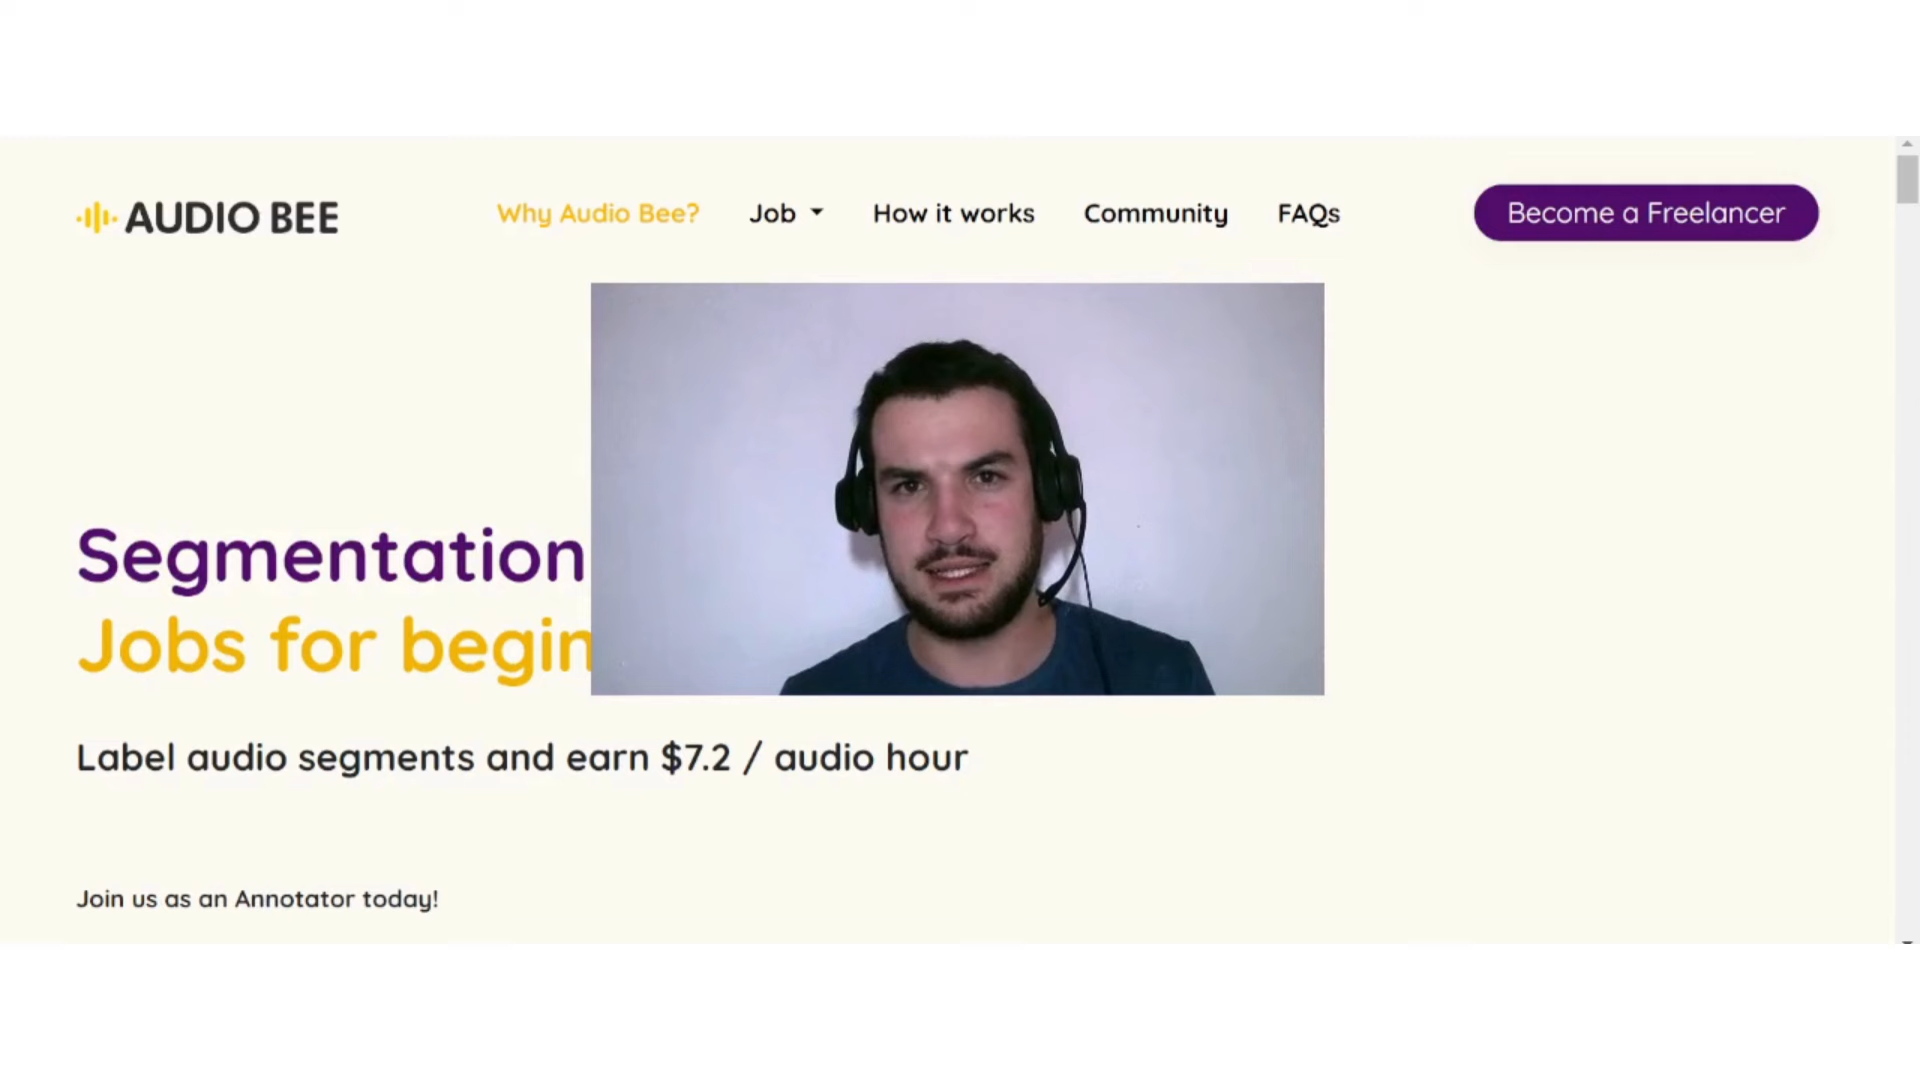 AUDIO BEE
Why Audio Bee?
Job
How it works
Community
FAQs
Become a Freelancer
Segmentation
Jobs for begin
Label audio segments and earn $7.2 / audio hour
Join us as an Annotator today!